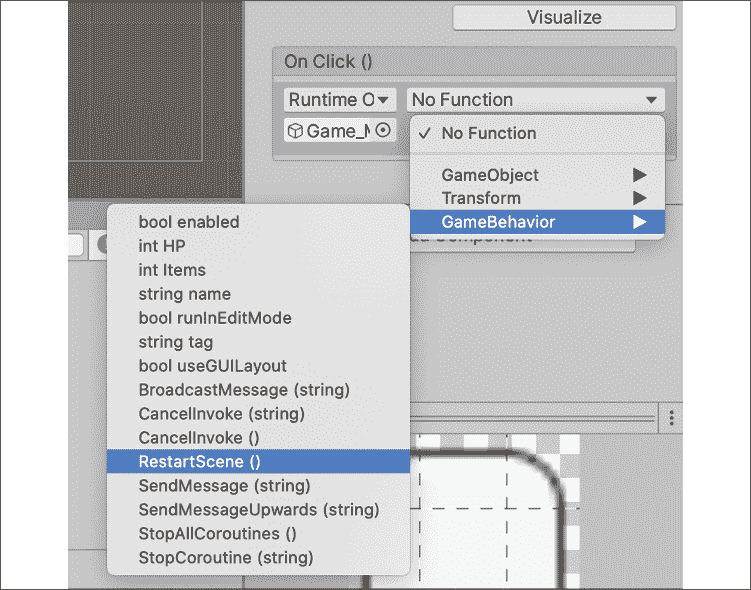 Visualize
On Click ()
Runtime O
No Function
Game_M
No Function
GameObject
Transform
GameBehavior
Component
bool enabled
int HP
int Items
string name
bool runInEditMode
string tag
bool useGUILayout
BroadcastMessage (string)
CancelInvoke (string)
CancelInvoke ()
RestartScene ()
SendMessage (string)
SendMessageUpwards (string)
StopAllCoroutines ()
StopCoroutine (string)